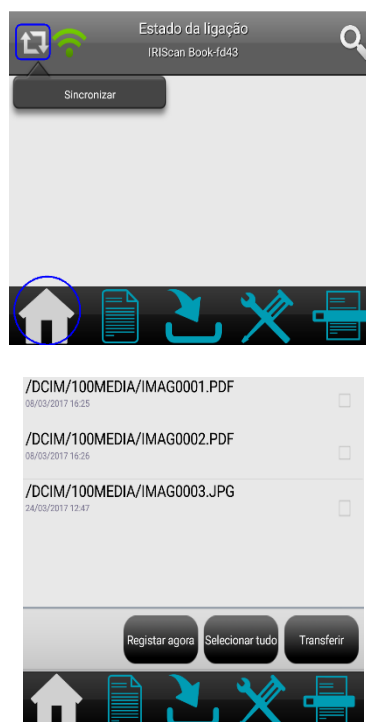 Estado da ligação
IRIScan Book-fd43
Sincronizar
/DCIM/100MEDIA/IMAG0001.PDF
08/03/2017 16:25
/DCIM/100MEDIA/IMAG0002.PDF
08/03/2017 16:26
/DCIM/100MEDIA/IMAG0003.JPG
24/03/2017 12:47
Registar agora Selecionar tudo Transferir